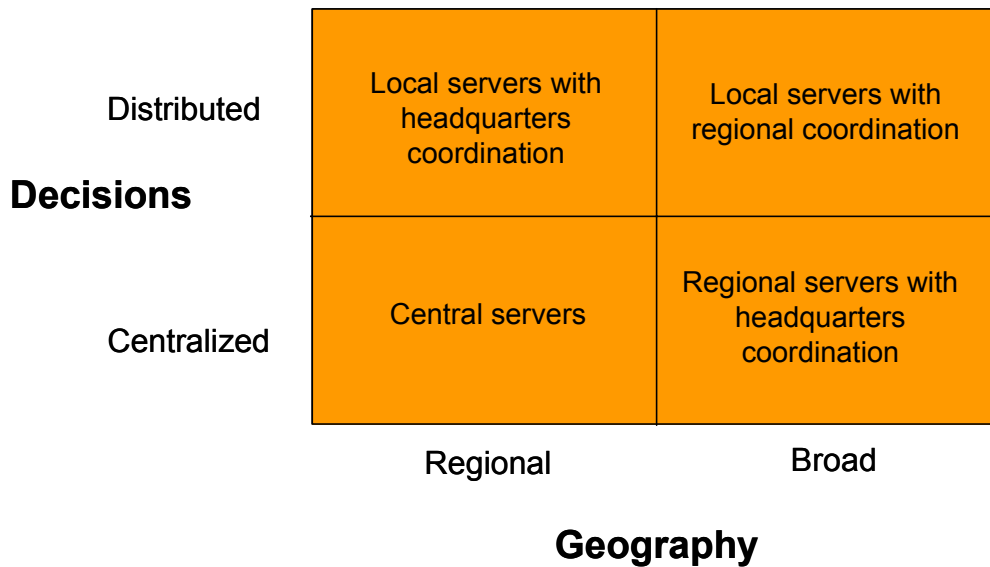 Distributed
Local servers with
headquarters
coordination
Local servers with
regional coordination
Decisions
Centralized
Central servers
Regional servers with
headquarters
coordination
Regional
Broad
Geography